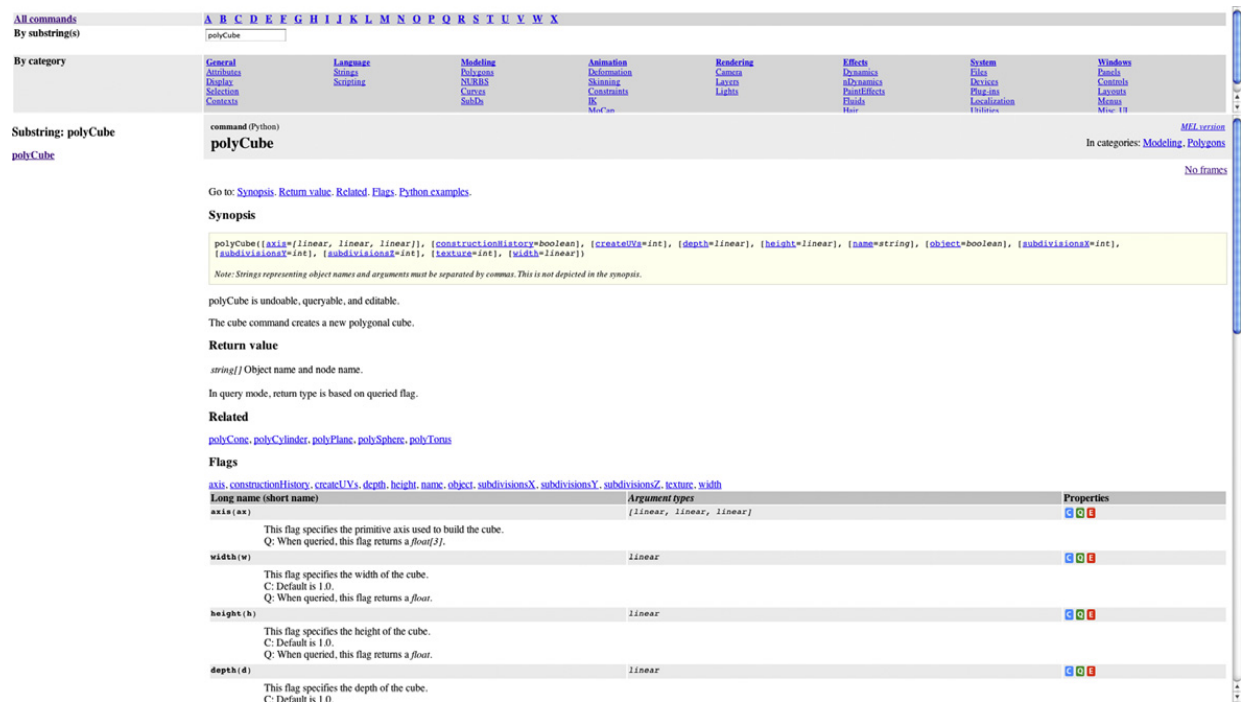 All commands
A B C D E F G H I J K L M N O P Q R S T U V W X
By substring(s)
polyCube
By category
General Language Modeling Animation Rendering Effects System Windows
Attributes Strings Polygons Deformation Camera Dynamics Files Panels
Display Scripting NURBS Skinning Layers nDynamics Devices Controls
Selection Curves Constraints Lights PaintEffects Plug-ins Layouts
Contexts SubDs IK Fluids Localization Menus
MoCap Hair Utilities Misc. UI
Substring: polyCube
polyCube
command (Python)
MEL version
polyCube
In categories: Modeling, Polygons
No frames
Go to: Synopsis. Return value. Related. Flags. Python examples.
Synopsis
polyCube([axis=[linear, linear, linear]], [constructionHistory=boolean], [createUVs=int], [depth=linear], [height=linear], [name=string], [object=boolean], [subdivisionsX=int],
[subdivisionsY=int], [subdivisionsZ=int], [texture=int], [width=linear])
Note: Strings representing object names and arguments must be separated by commas. This is not depicted in the synopsis.
polyCube is undoable, queryable, and editable.
The cube command creates a new polygonal cube.
Return value
string[] Object name and node name.
In query mode, return type is based on queried flag.
Related
polyCone, polyCylinder, polyPlane, polySphere, polyTorus
Flags
axis, constructionHistory, createUVs, depth, height, name, object, subdivisionsX, subdivisionsY, subdivisionsZ, texture, width
Long name (short name) Argument types Properties
axis(ax) [linear, linear, linear] C Q E
This flag specifies the primitive axis used to build the cube.
Q: When queried, this flag returns a float[3].
width(w) linear C Q E
This flag specifies the width of the cube.
C: Default is 1.0.
Q: When queried, this flag returns a float.
height(h) linear C Q E
This flag specifies the height of the cube.
C: Default is 1.0.
Q: When queried, this flag returns a float.
depth(d) linear C Q E
This flag specifies the depth of the cube.
C: Default is 1.0.